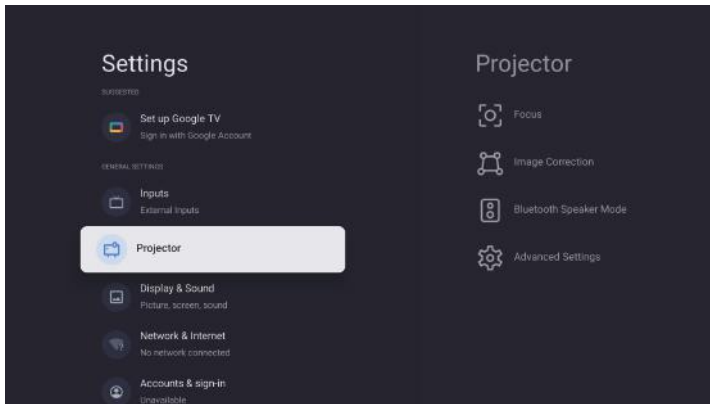 Settings
SUGGESTED
Set up Google TV
Sign in with Google Account
GENERAL SETTINGS
Inputs
External Inputs
Projector
Display & Sound
Picture, screen, sound
Network & Internet
No network connected
Accounts & sign-in
Unavailable
Projector
Focus
Image Correction
Bluetooth Speaker Mode
Advanced Settings